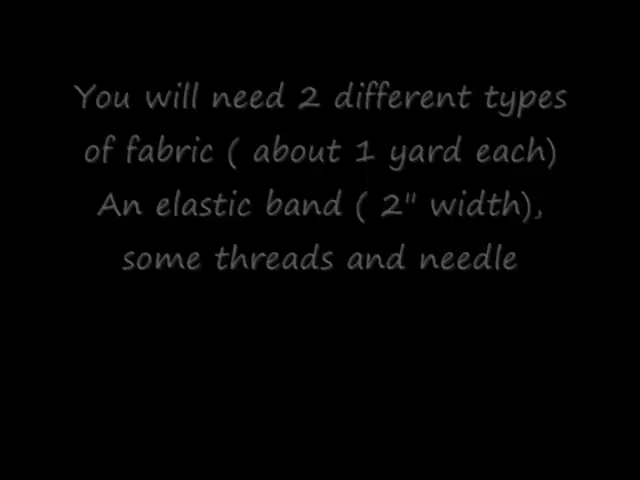 You will need 2 different types
of fabric ( about 1 yard each)
An elastic band ( 2" width),
some threads and needle